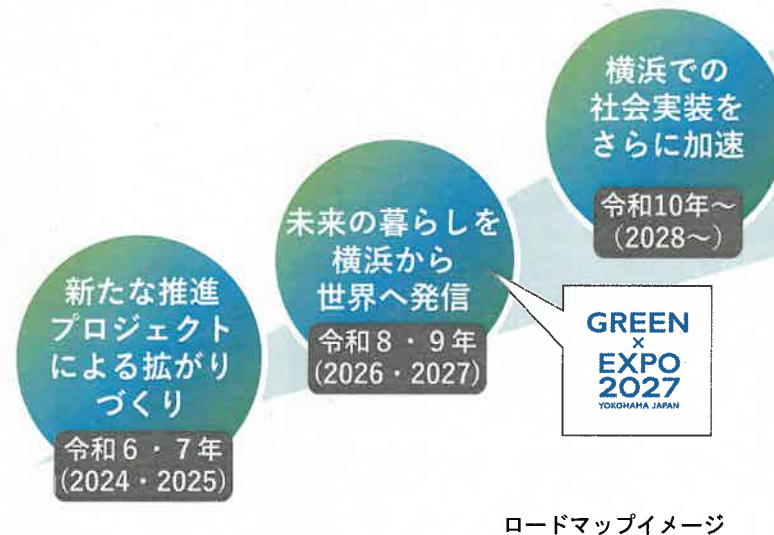 新たな推進
プロジェクト
による拡がり
づくり
令和6・7年
(2024・2025)
未来の暮らしを
横浜から
世界へ発信
令和8・9年
(2026・2027)
GREEN
×
EXPO
2027
YOKOHAMA JAPAN
横浜での
社会実装を
さらに加速
令和10年～
(2028～)
ロードマップイメージ